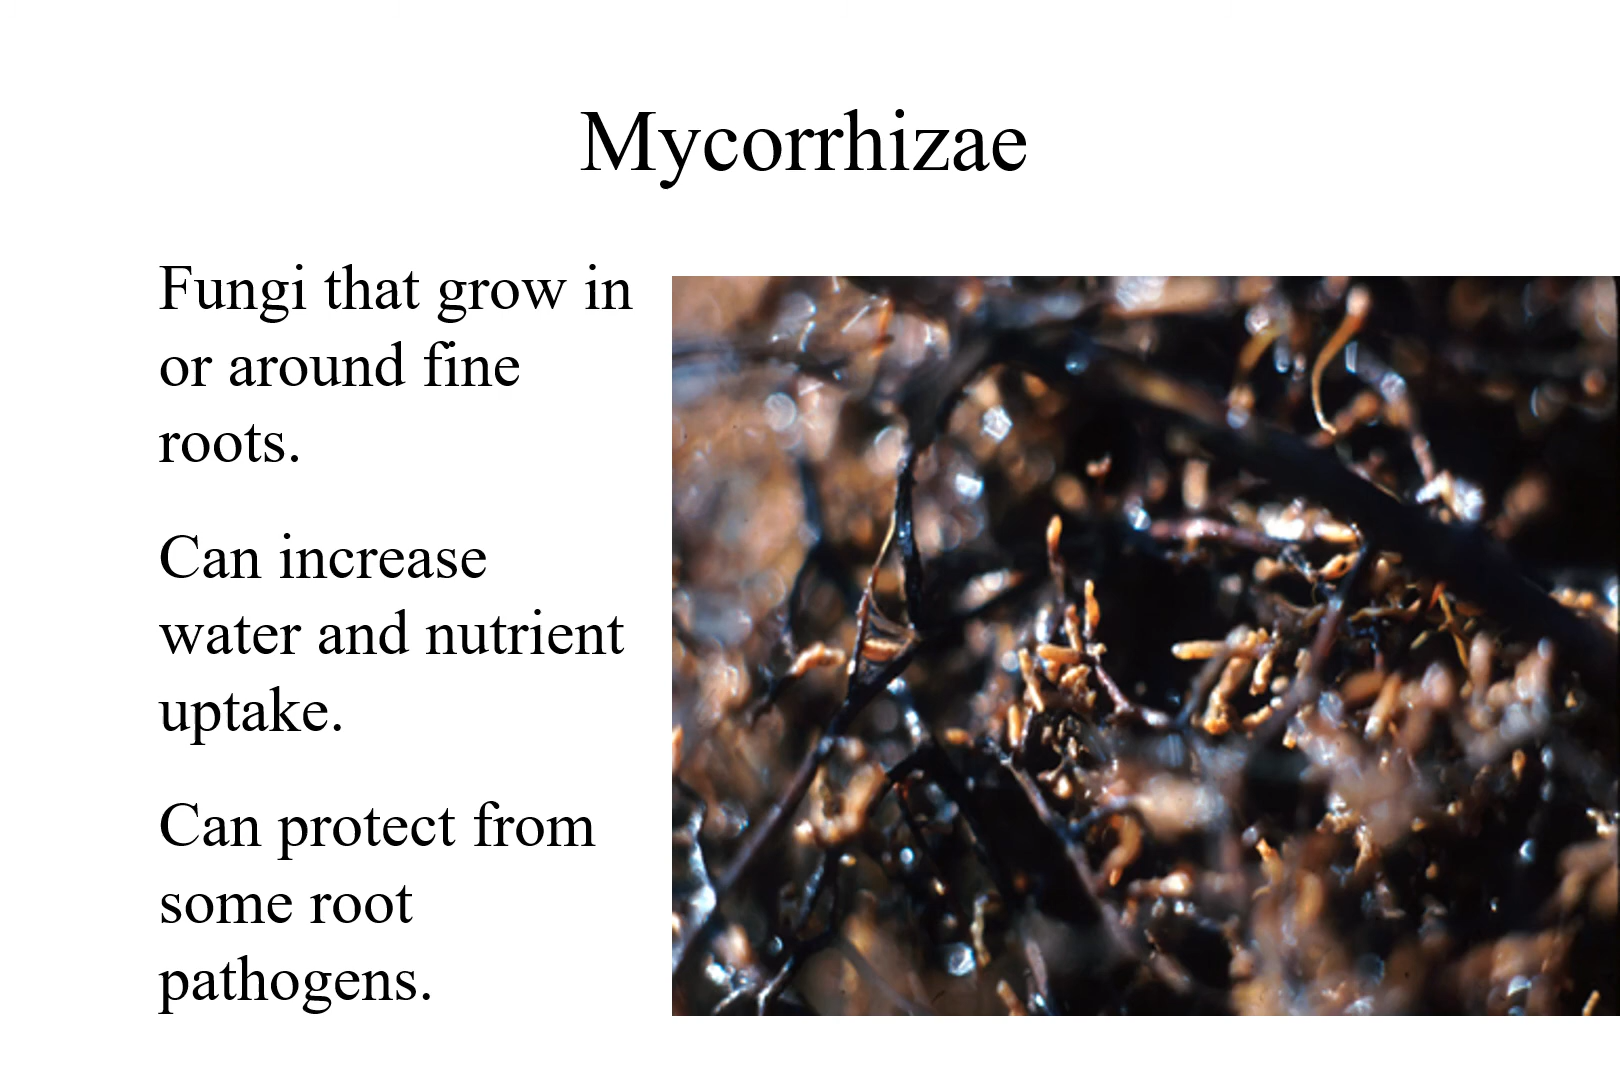 Mycorrhizae
Fungi that grow in
or around fine
roots.
Can increase
water and nutrient
uptake.
Can protect from
some root
pathogens.